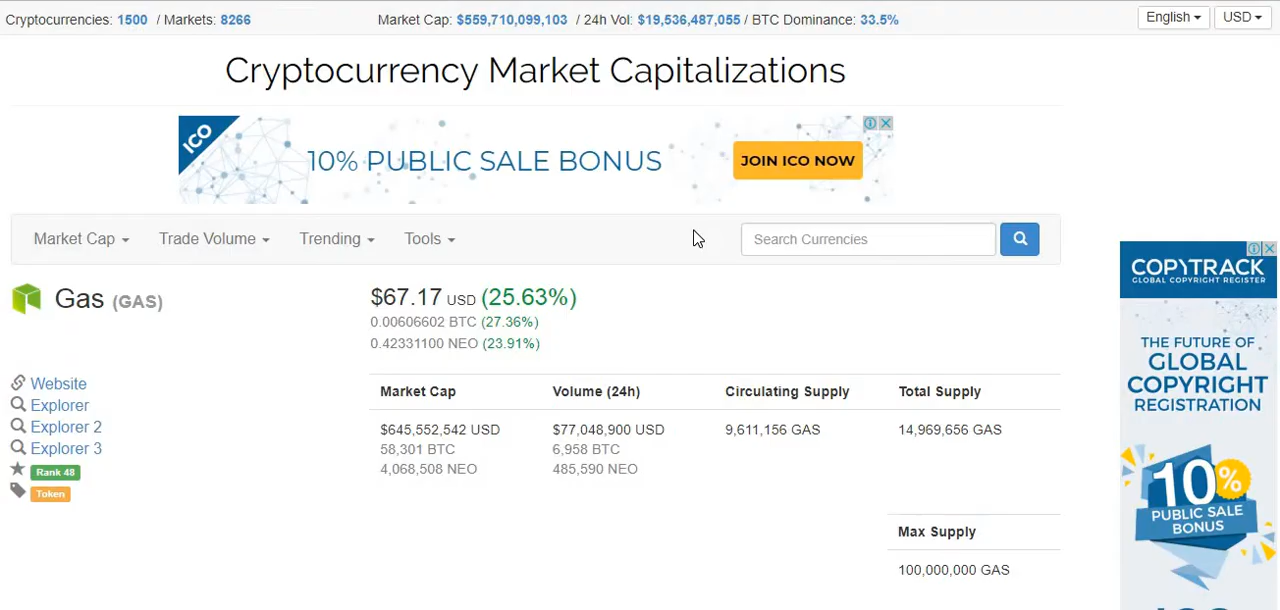 Cryptocurrencies: 1500 / Markets: 8266 Market Cap: $559,710,099,103 / 24h Vol: $19,536,487,055 / BTC Dominance: 33.5% English USD
Cryptocurrency Market Capitalizations
ICO
10% PUBLIC SALE BONUS
JOIN ICO NOW
Market Cap Trade Volume Trending Tools Search Currencies
Gas (GAS)
$67.17 USD (25.63%)
0.00606602 BTC (27.36%)
0.42331100 NEO (23.91%)
Website
Explorer
Explorer 2
Explorer 3
Rank 48
Token
Market Cap Volume (24h) Circulating Supply Total Supply
$645,552,542 USD $77,048,900 USD 9,611,156 GAS 14,969,656 GAS
58,301 BTC 6,958 BTC
4,068,508 NEO 485,590 NEO
Max Supply
100,000,000 GAS
COPYTRACK
GLOBAL COPYRIGHT REGISTER
THE FUTURE OF
GLOBAL
COPYRIGHT
REGISTRATION
10%
PUBLIC SALE
BONUS